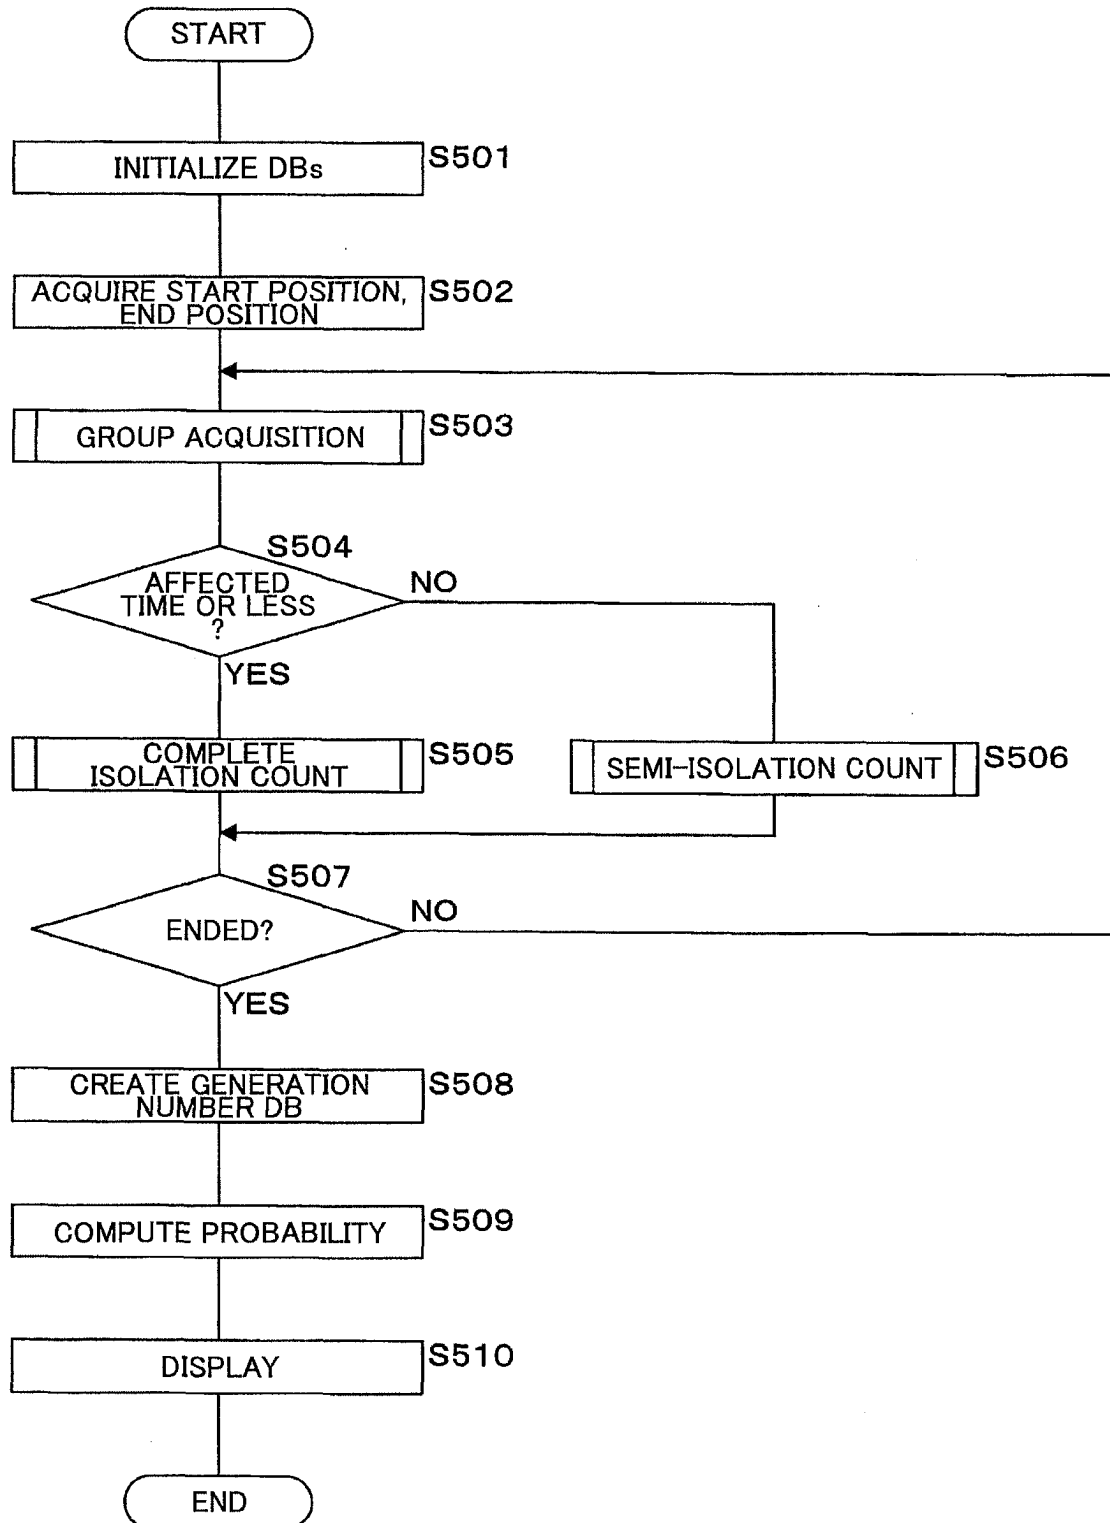 START
INITIALIZE DBs
S501
ACQUIRE START POSITION,
END POSITION
S502
GROUP ACQUISITION
S503
S504
AFFECTED
TIME OR LESS
?
NO
YES
COMPLETE
ISOLATION COUNT
S505
SEMI-ISOLATION COUNT
S506
S507
ENDED?
NO
YES
CREATE GENERATION
NUMBER DB
S508
COMPUTE PROBABILITY
S509
DISPLAY
S510
END